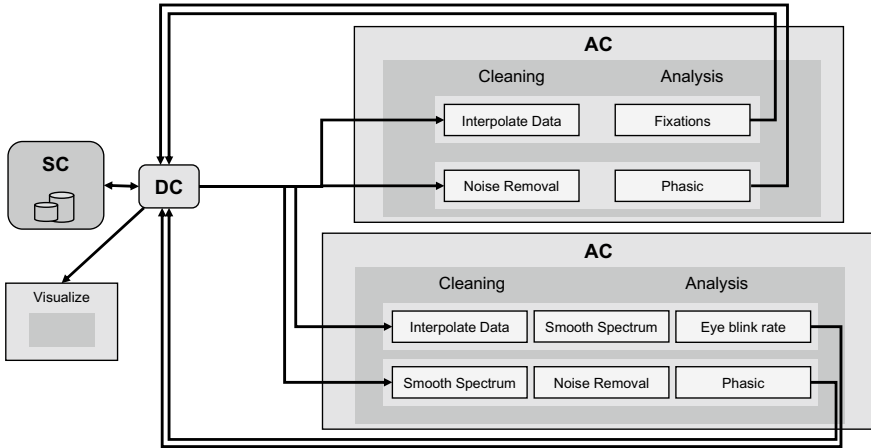 AC
Cleaning Analysis
Interpolate Data Fixations
Noise Removal Phasic
SC
DC
Visualize
AC
Cleaning Analysis
Interpolate Data Smooth Spectrum Eye blink rate
Smooth Spectrum Noise Removal Phasic